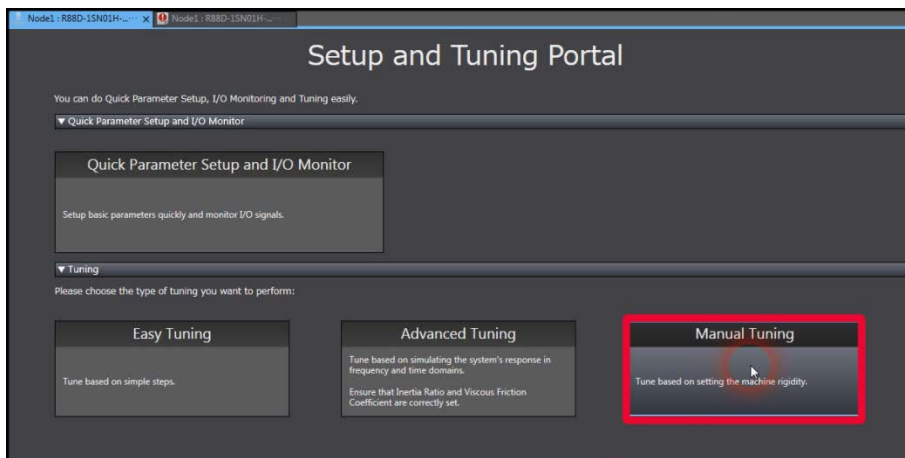 Node1 : R88D-1SN01H-...··· x Node1 : R88D-1SN01H-...···
Setup and Tuning Portal
You can do Quick Parameter Setup, I/O Monitoring and Tuning easily.
▼ Quick Parameter Setup and I/O Monitor
Quick Parameter Setup and I/O Monitor
Setup basic parameters quickly and monitor I/O signals.
▼ Tuning
Please choose the type of tuning you want to perform:
Easy Tuning
Tune based on simple steps.
Advanced Tuning
Tune based on simulating the system's response in
frequency and time domains.
Ensure that Inertia Ratio and Viscous Friction
Coefficient are correctly set.
Manual Tuning
Tune based on setting the machine rigidity.